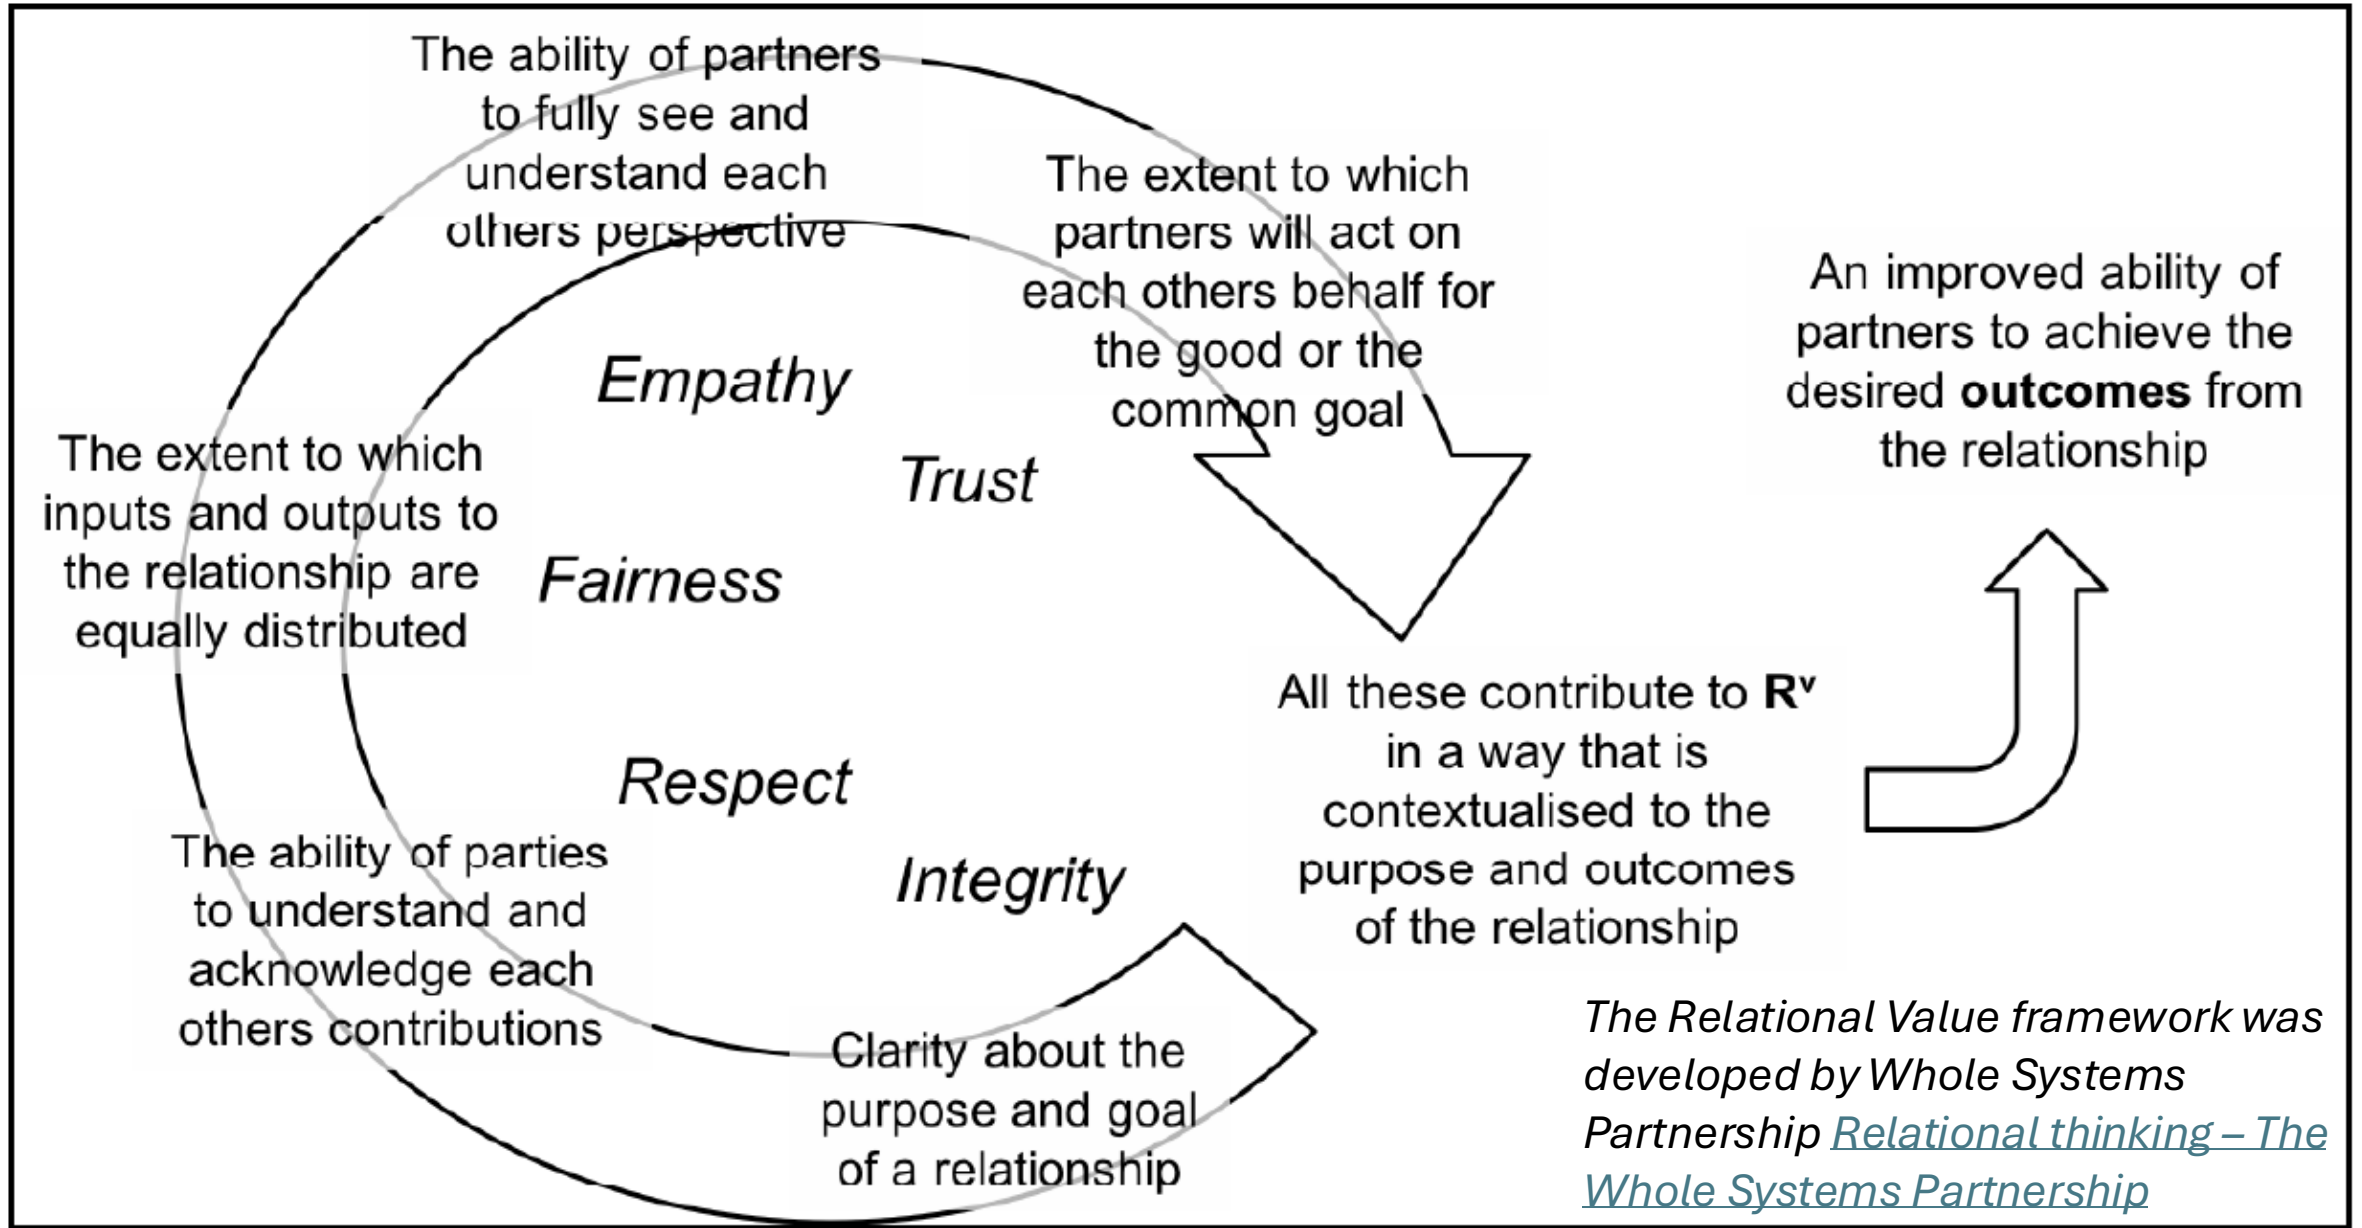 The ability of partners
to fully see and
understand each
others perspective
The extent to which
partners will act on
each others behalf for
the good or the
common goal
An improved ability of
partners to achieve the
desired outcomes from
the relationship
Empathy
Trust
The extent to which
inputs and outputs to
the relationship are
equally distributed
Fairness
Respect
Integrity
The ability of parties
to understand and
acknowledge each
others contributions
Clarity about the
purpose and goal
of a relationship
All these contribute to Rᵛ
in a way that is
contextualised to the
purpose and outcomes
of the relationship
The Relational Value framework was
developed by Whole Systems
Partnership Relational thinking – The
Whole Systems Partnership